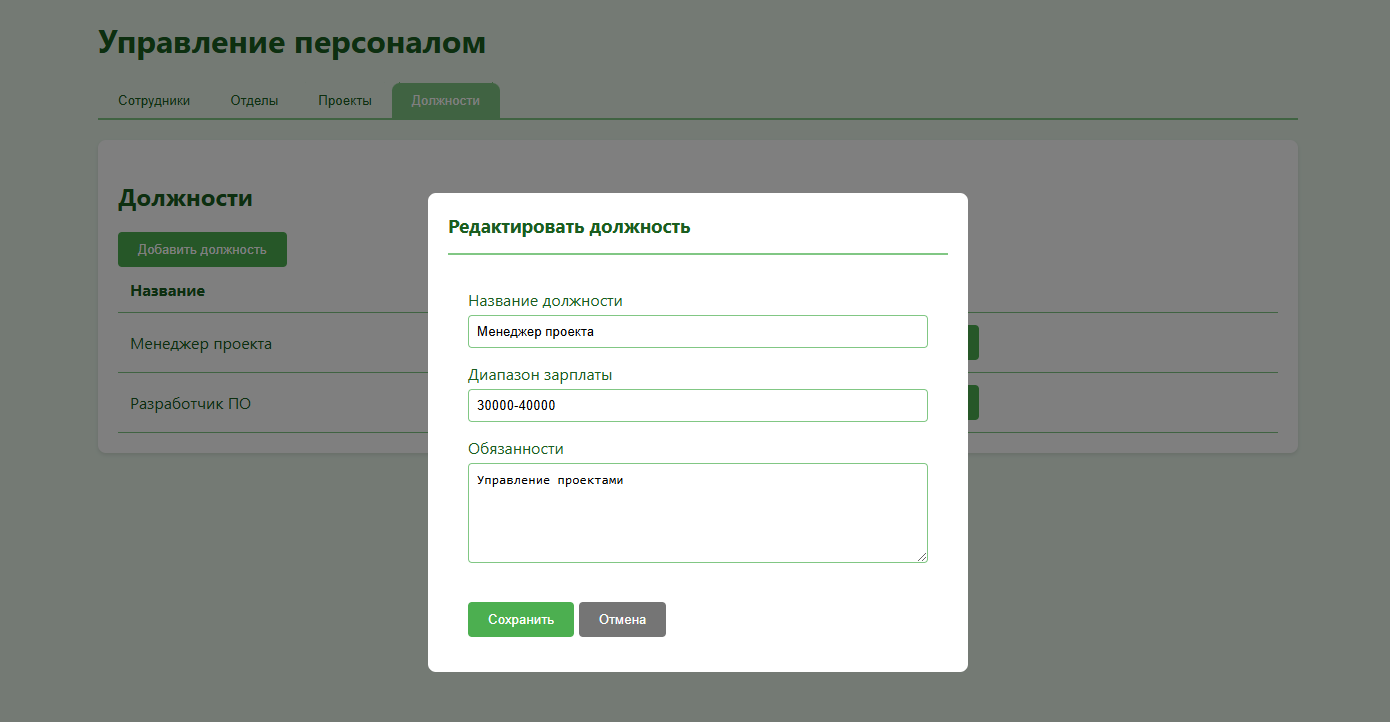 Управление персоналом
Сотрудники Отделы Проекты Должности
Должности
Добавить должность
Название
Менеджер проекта
Разработчик ПО
Редактировать должность
Название должности
Менеджер проекта
Диапазон зарплаты
30000-40000
Обязанности
Управление проектами
Сохранить Отмена